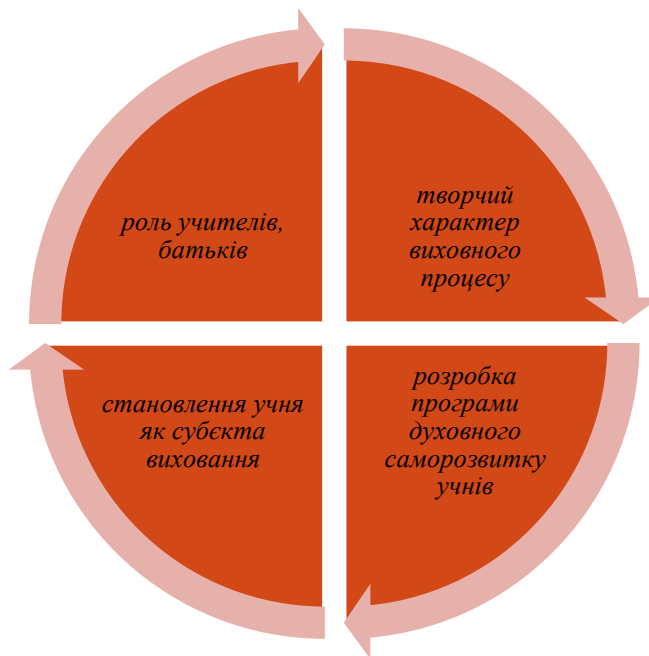 роль учителів,
батьків
творчий
характер
виховного
процесу
становлення учня
як субєкта
виховання
розробка
програми
духовного
саморозвитку
учнів